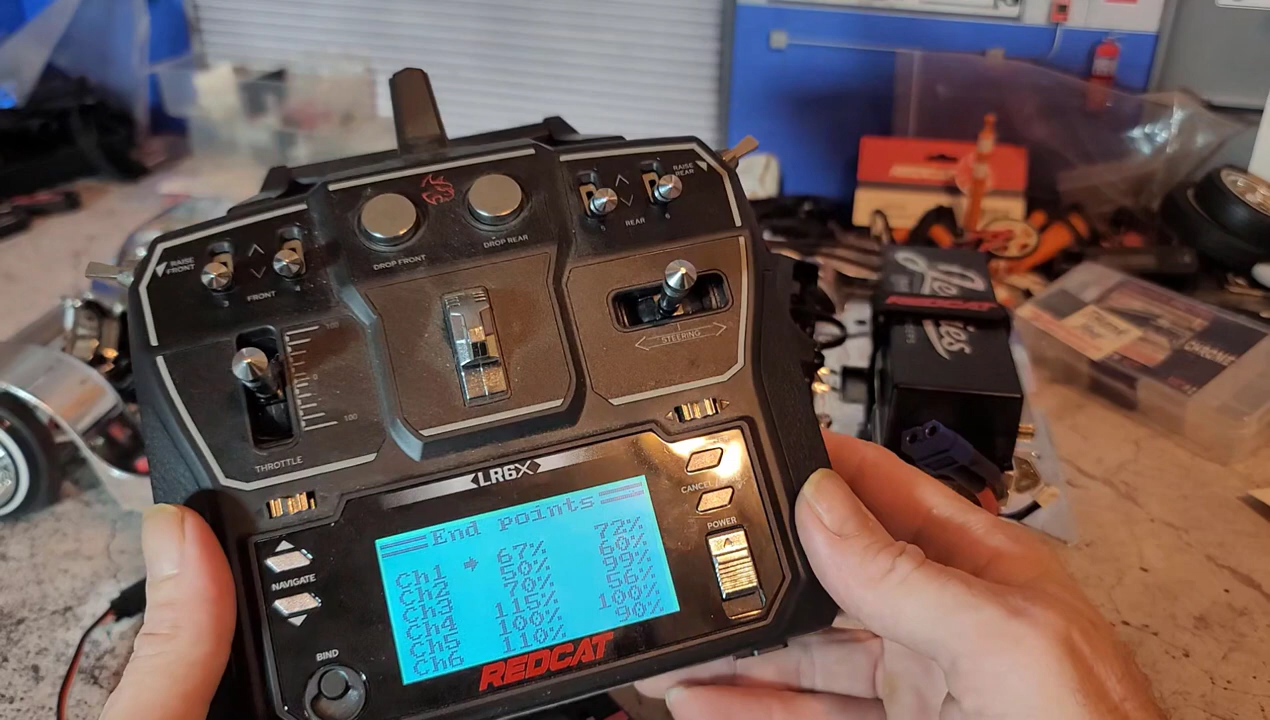 RAISE
REAR
REAR
DROP FRONT
DROP REAR
RAISE
FRONT
FRONT
STEERING
100
THROTTLE
LR6X
CANCEL
POWER
NAVIGATE
BIND
End points
Ch1 67% 72%
Ch2 50% 60%
Ch3 70% 99%
Ch4 115% 56%
Ch5 100% 100%
Ch6 110% 90%
REDCAT
REDCAT